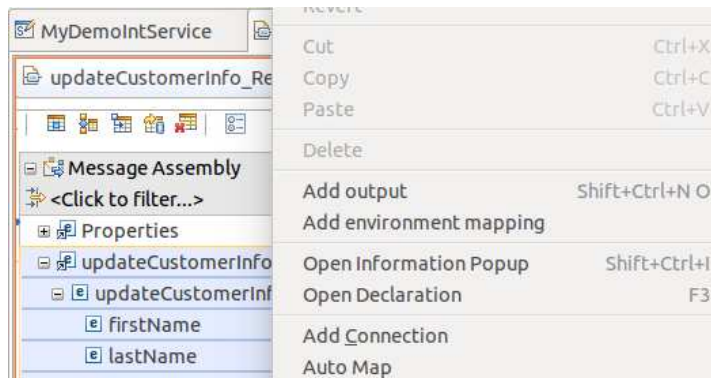 MyDemoIntService
updateCustomerInfo_Re
Message Assembly
<Click to filter...>
Properties
updateCustomerInfo
updateCustomerInf
firstName
lastName
Revert
Cut Ctrl+X
Copy Ctrl+C
Paste Ctrl+V
Delete
Add output Shift+Ctrl+N O
Add environment mapping
Open Information Popup Shift+Ctrl+I
Open Declaration F3
Add Connection
Auto Map